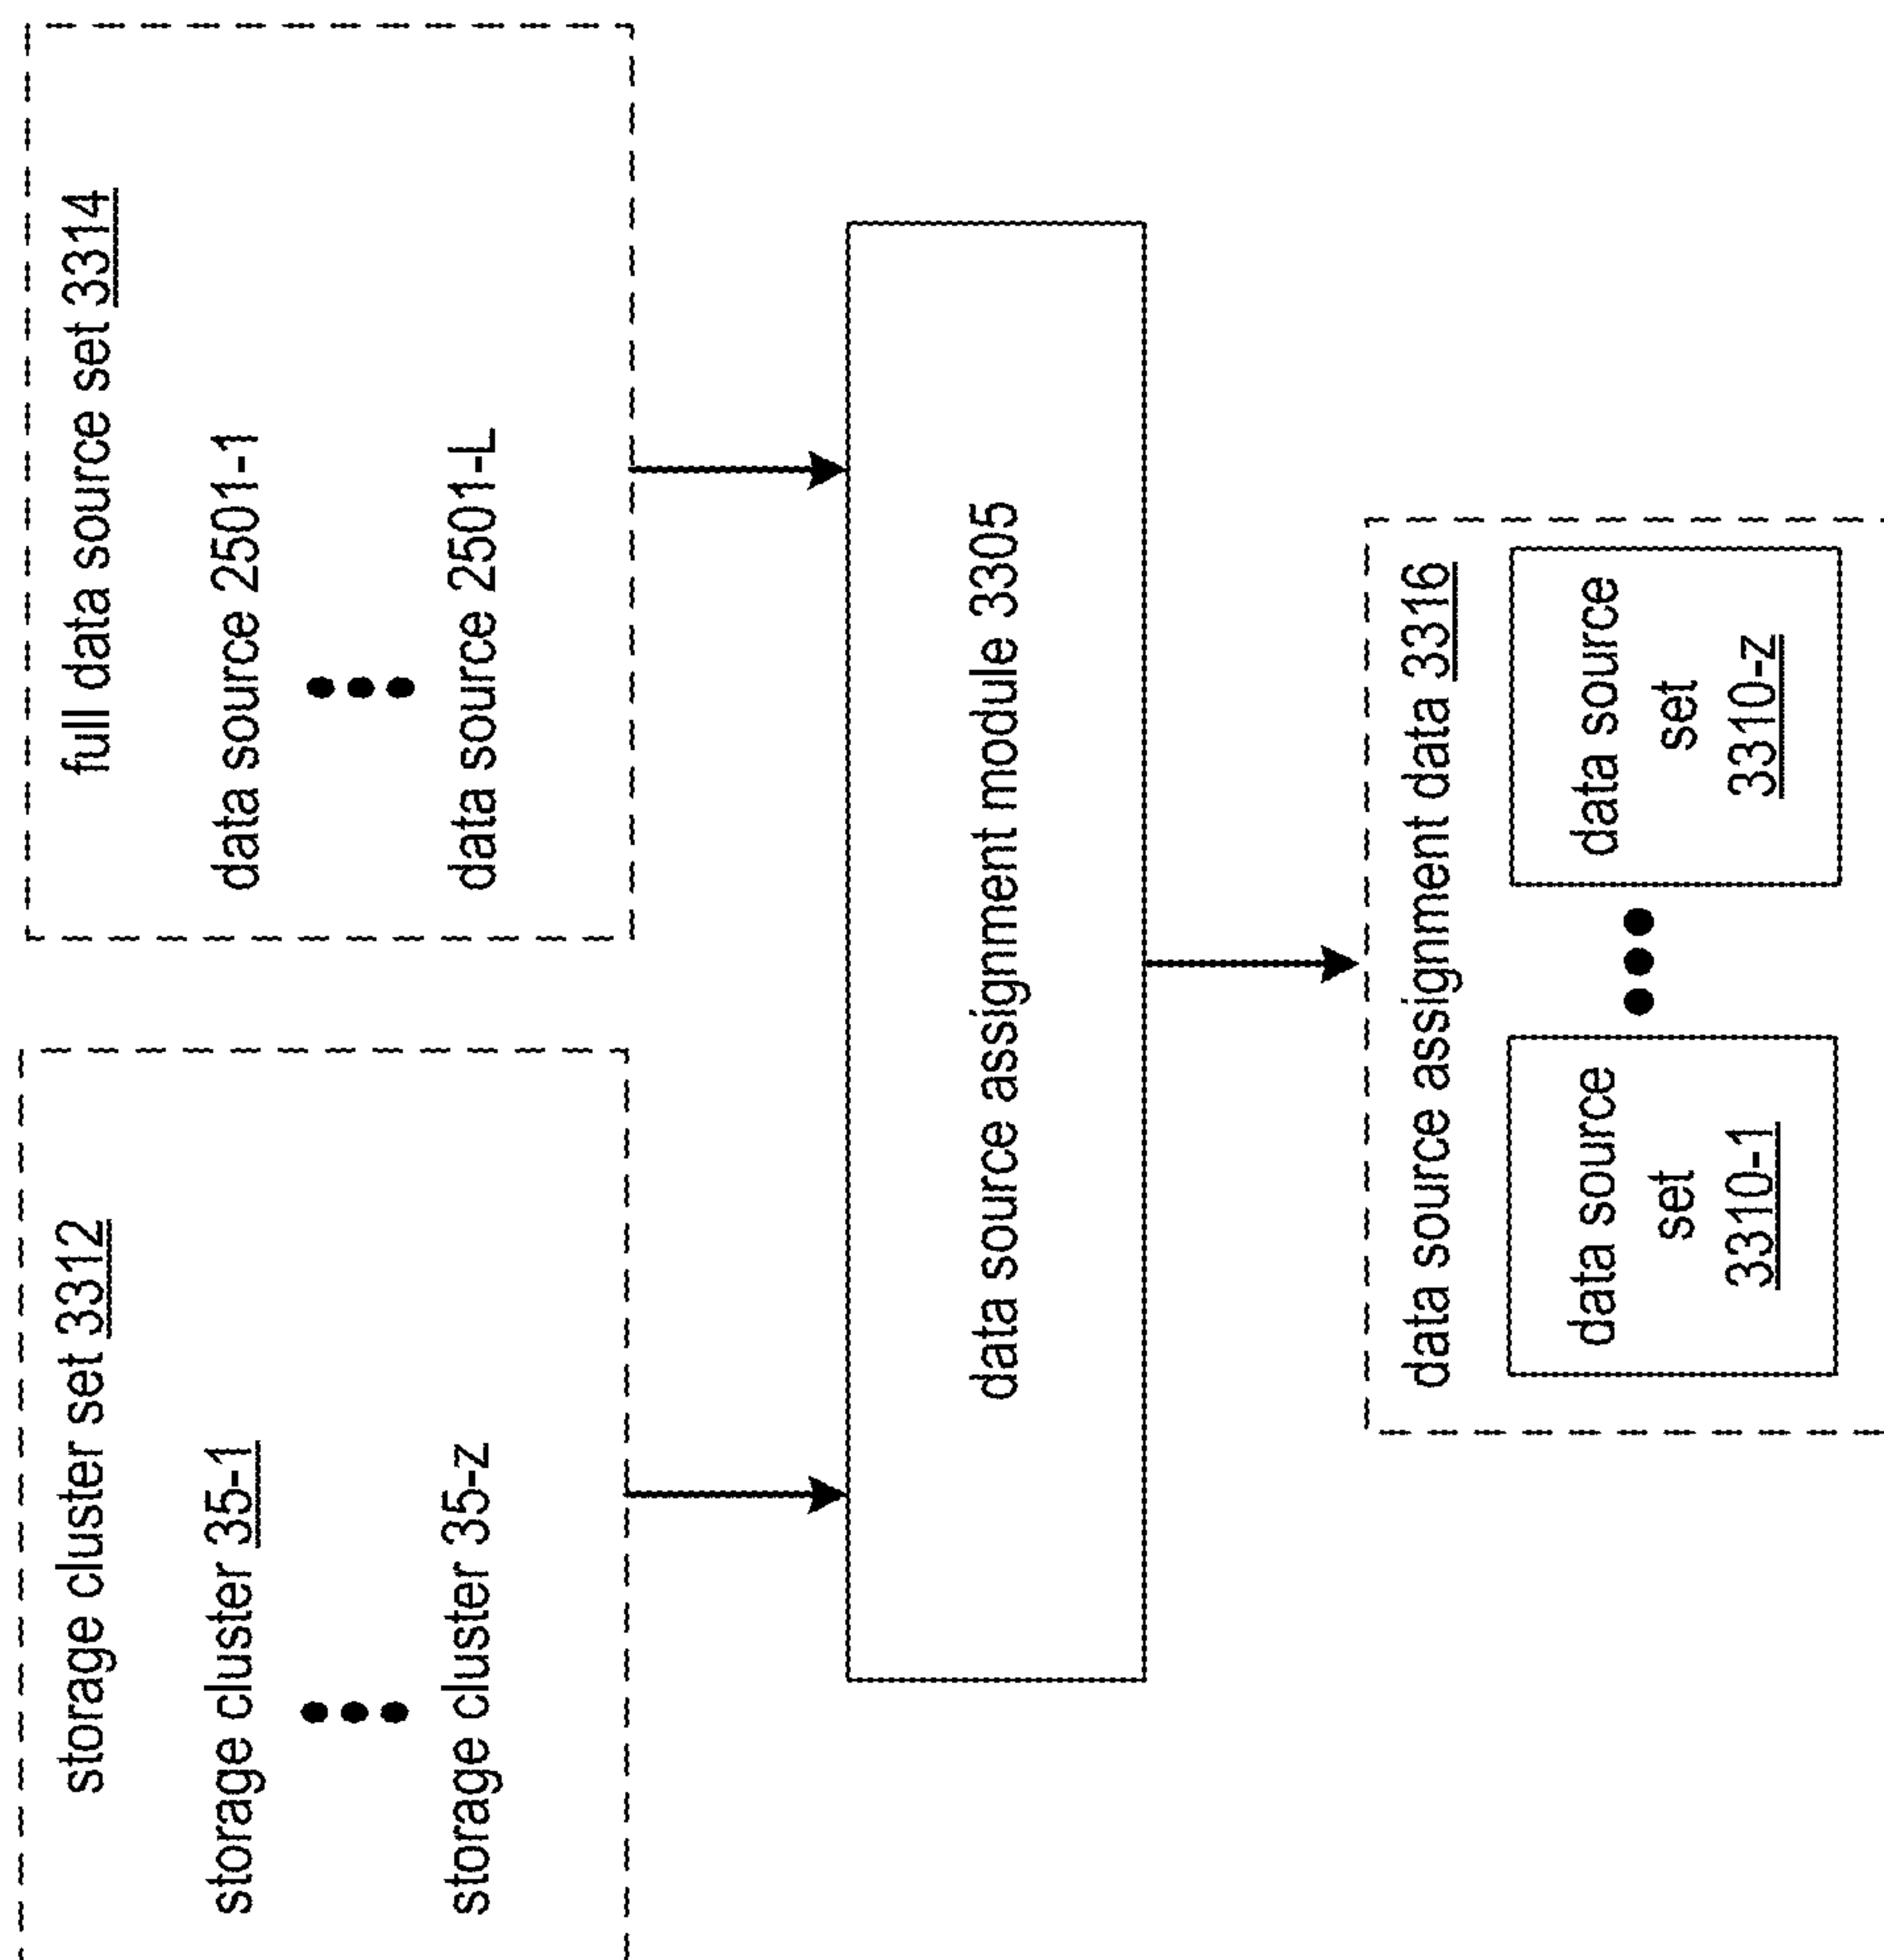 storage cluster set 3312
storage cluster 35-1
storage cluster 35-z
full data source set 3314
data source 2501-1
data source 2501-L
data source assignment module 3305
data source assignment data 3316
data source
set
3310-1
data source
set
3310-z